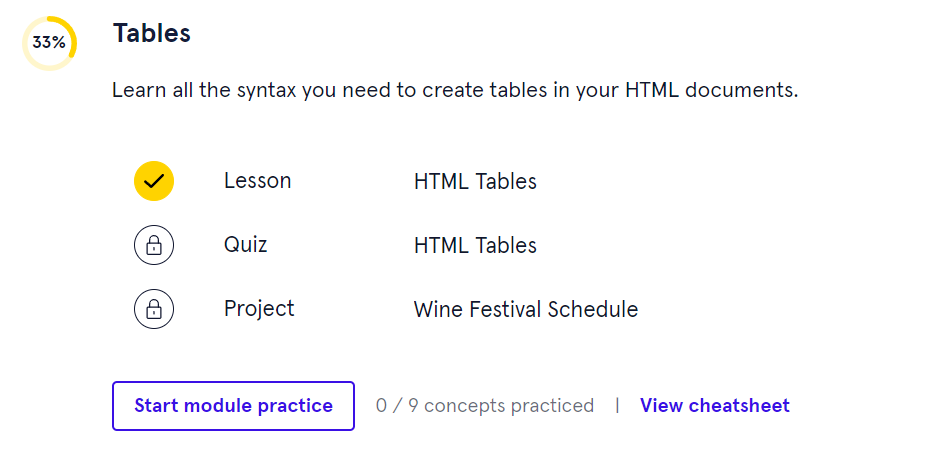 33%
Tables
Learn all the syntax you need to create tables in your HTML documents.
Lesson HTML Tables
Quiz HTML Tables
Project Wine Festival Schedule
Start module practice 0 / 9 concepts practiced | View cheatsheet